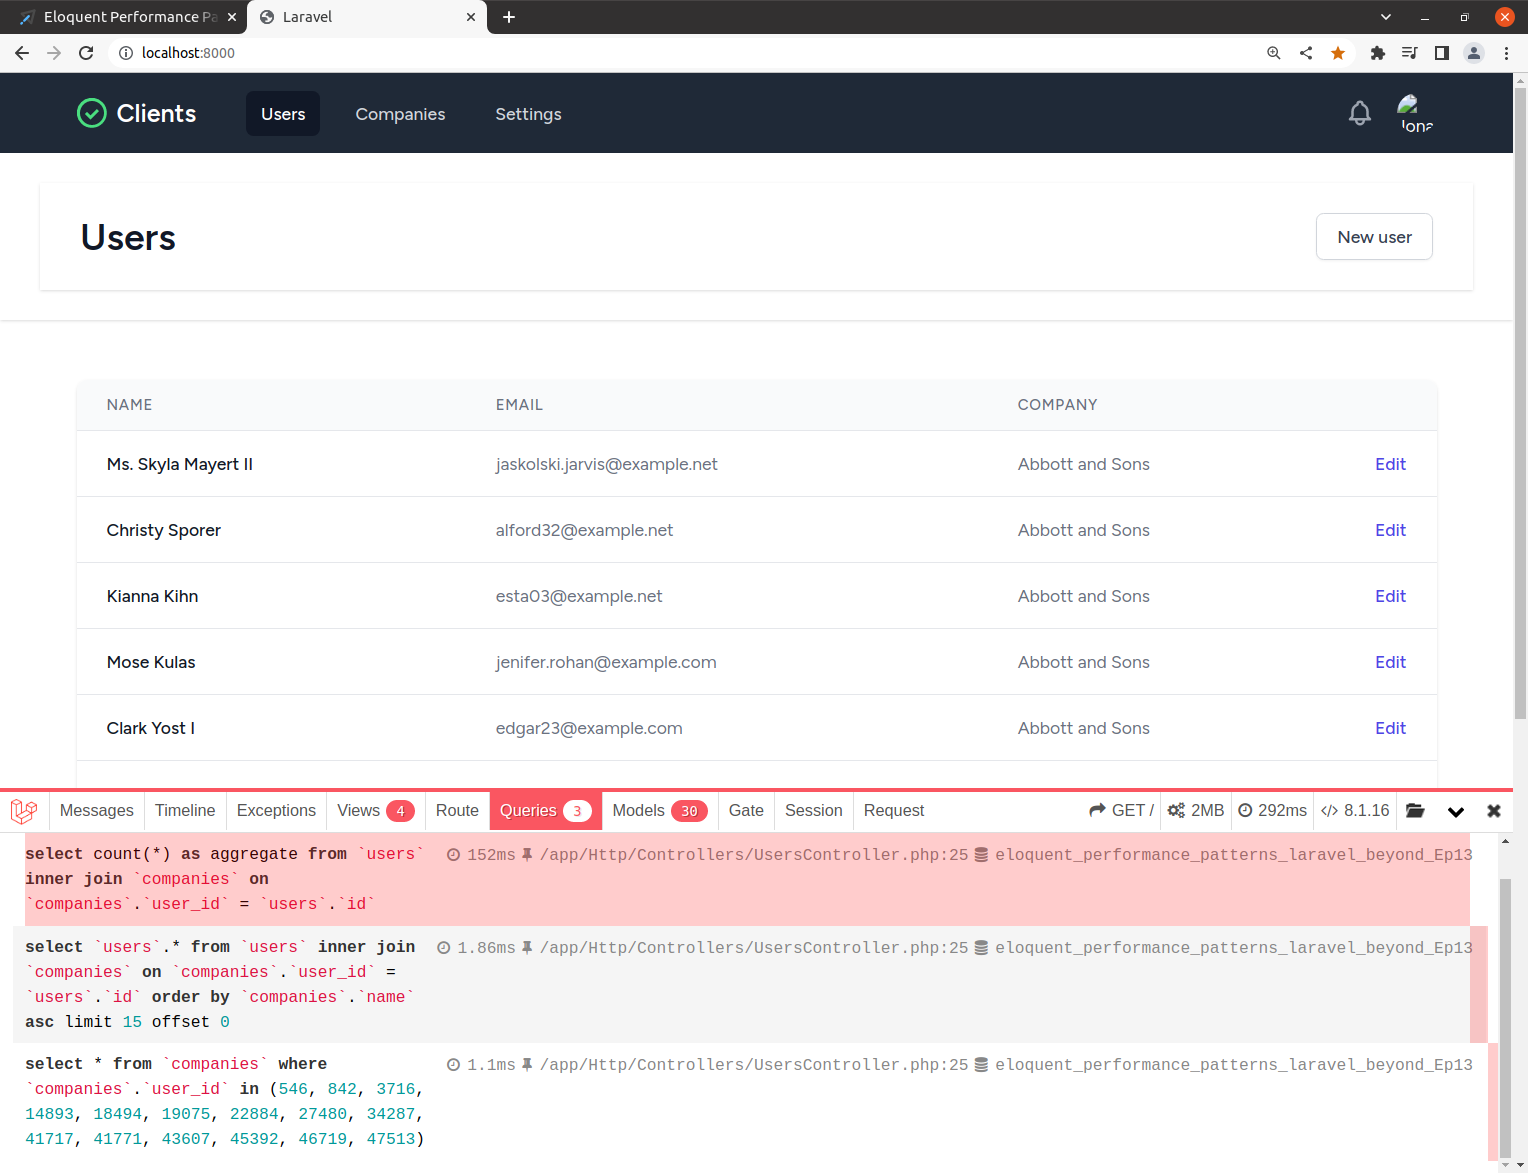 Eloquent Performance Pa
Laravel
localhost:8000
Clients Users Companies Settings
Jona
Users
New user
NAME EMAIL COMPANY
Ms. Skyla Mayert II jaskolski.jarvis@example.net Abbott and Sons Edit
Christy Sporer alford32@example.net Abbott and Sons Edit
Kianna Kihn esta03@example.net Abbott and Sons Edit
Mose Kulas jenifer.rohan@example.com Abbott and Sons Edit
Clark Yost I edgar23@example.com Abbott and Sons Edit
Messages Timeline Exceptions Views 4 Route Queries 3 Models 30 Gate Session Request GET / 2MB 292ms </> 8.1.16
select count(*) as aggregate from `users` 152ms /app/Http/Controllers/UsersController.php:25 eloquent_performance_patterns_laravel_beyond_Ep13
inner join `companies` on
`companies`.`user_id` = `users`.`id`
select `users`.* from `users` inner join 1.86ms /app/Http/Controllers/UsersController.php:25 eloquent_performance_patterns_laravel_beyond_Ep13
`companies` on `companies`.`user_id` =
`users`.`id` order by `companies`.`name`
asc limit 15 offset 0
select * from `companies` where 1.1ms /app/Http/Controllers/UsersController.php:25 eloquent_performance_patterns_laravel_beyond_Ep13
`companies`.`user_id` in (546, 842, 3716,
14893, 18494, 19075, 22884, 27480, 34287,
41717, 41771, 43607, 45392, 46719, 47513)